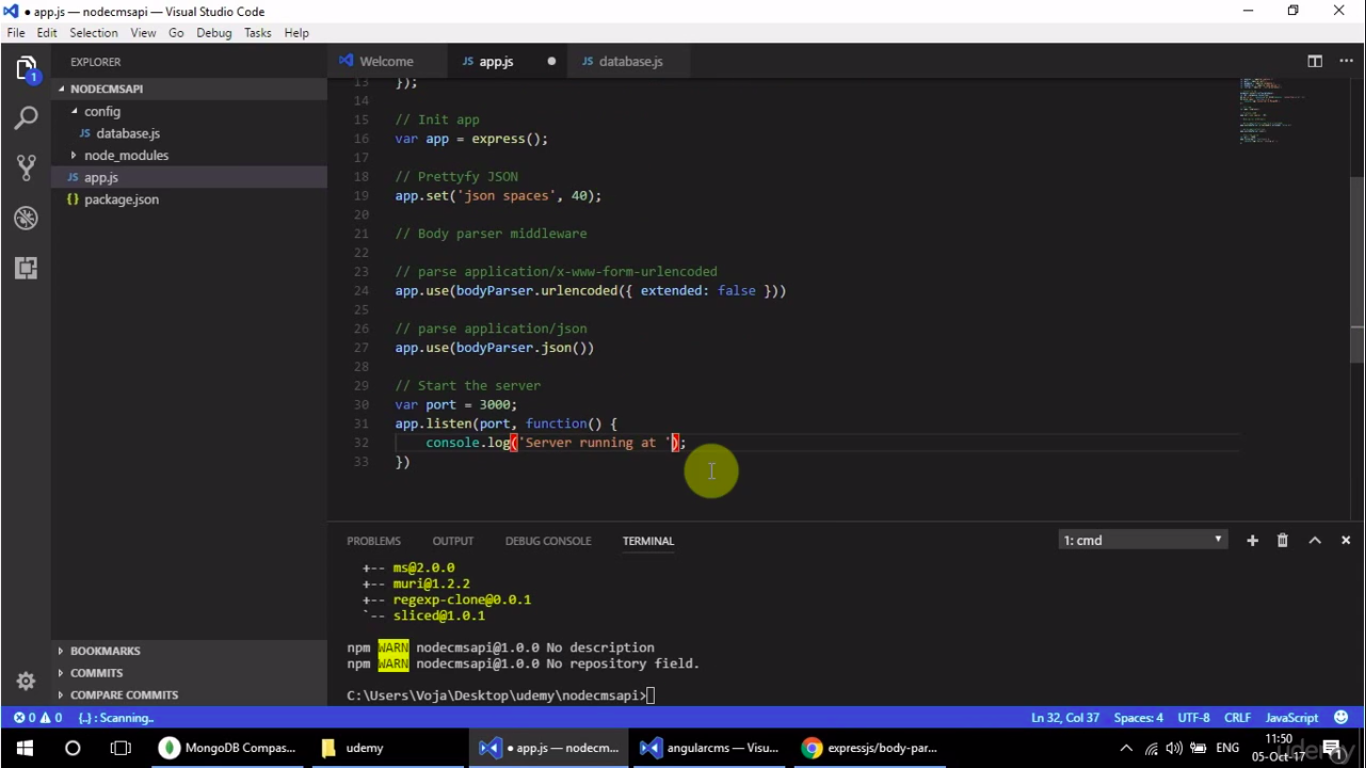 ● app.js — nodecmsapi — Visual Studio Code
File Edit Selection View Go Debug Tasks Help
EXPLORER
NODECMSAPI
config
JS database.js
node_modules
JS app.js
{} package.json
BOOKMARKS
COMMITS
COMPARE COMMITS
Welcome JS app.js ● JS database.js
13 });
14
15 // Init app
16 var app = express();
17
18 // Prettyfy JSON
19 app.set('json spaces', 40);
20
21 // Body parser middleware
22
23 // parse application/x-www-form-urlencoded
24 app.use(bodyParser.urlencoded({ extended: false }))
25
26 // parse application/json
27 app.use(bodyParser.json())
28
29 // Start the server
30 var port = 3000;
31 app.listen(port, function() {
32 console.log('Server running at ');
33 })
PROBLEMS OUTPUT DEBUG CONSOLE TERMINAL 1: cmd
+-- ms@2.0.0
+-- muri@1.2.2
+-- regexp-clone@0.0.1
`-- sliced@1.0.1
npm WARN nodecmsapi@1.0.0 No description
npm WARN nodecmsapi@1.0.0 No repository field.
C:\Users\Voja\Desktop\udemy\nodecmsapi>
0 0 {..} : Scanning.. Ln 32, Col 37 Spaces: 4 UTF-8 CRLF JavaScript
MongoDB Compas... udemy ● app.js — nodecm... angularcms — Visu... expressjs/body-par... ENG 11:50
05-Oct-17
udemy
1
1